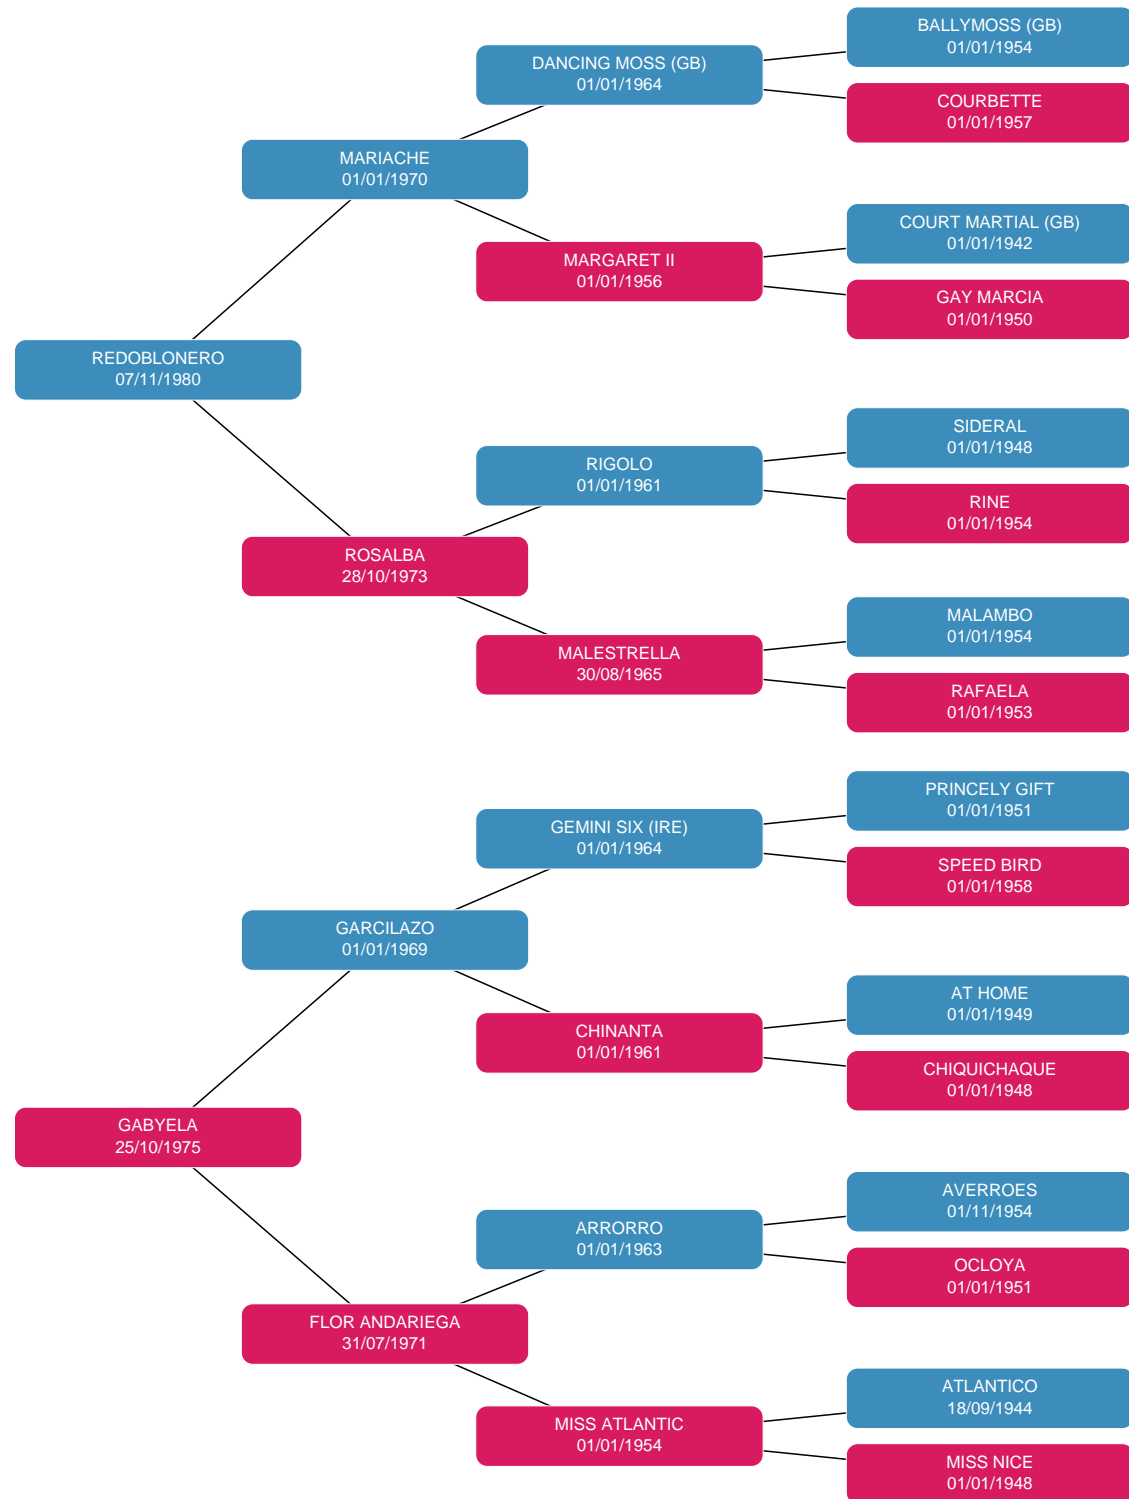 BALLYMOSS (GB)
01/01/1954
DANCING MOSS (GB)
01/01/1964
COURBETTE
01/01/1957
MARIACHE
01/01/1970
COURT MARTIAL (GB)
01/01/1942
MARGARET II
01/01/1956
GAY MARCIA
01/01/1950
REDOBLONERO
07/11/1980
SIDERAL
01/01/1948
RIGOLO
01/01/1961
RINE
01/01/1954
ROSALBA
28/10/1973
MALAMBO
01/01/1954
MALESTRELLA
30/08/1965
RAFAELA
01/01/1953
PRINCELY GIFT
01/01/1951
GEMINI SIX (IRE)
01/01/1964
SPEED BIRD
01/01/1958
GARCILAZO
01/01/1969
AT HOME
01/01/1949
CHINANTA
01/01/1961
CHIQUICHAQUE
01/01/1948
GABYELA
25/10/1975
AVERROES
01/11/1954
ARRORRO
01/01/1963
OCLOYA
01/01/1951
FLOR ANDARIEGA
31/07/1971
ATLANTICO
18/09/1944
MISS ATLANTIC
01/01/1954
MISS NICE
01/01/1948